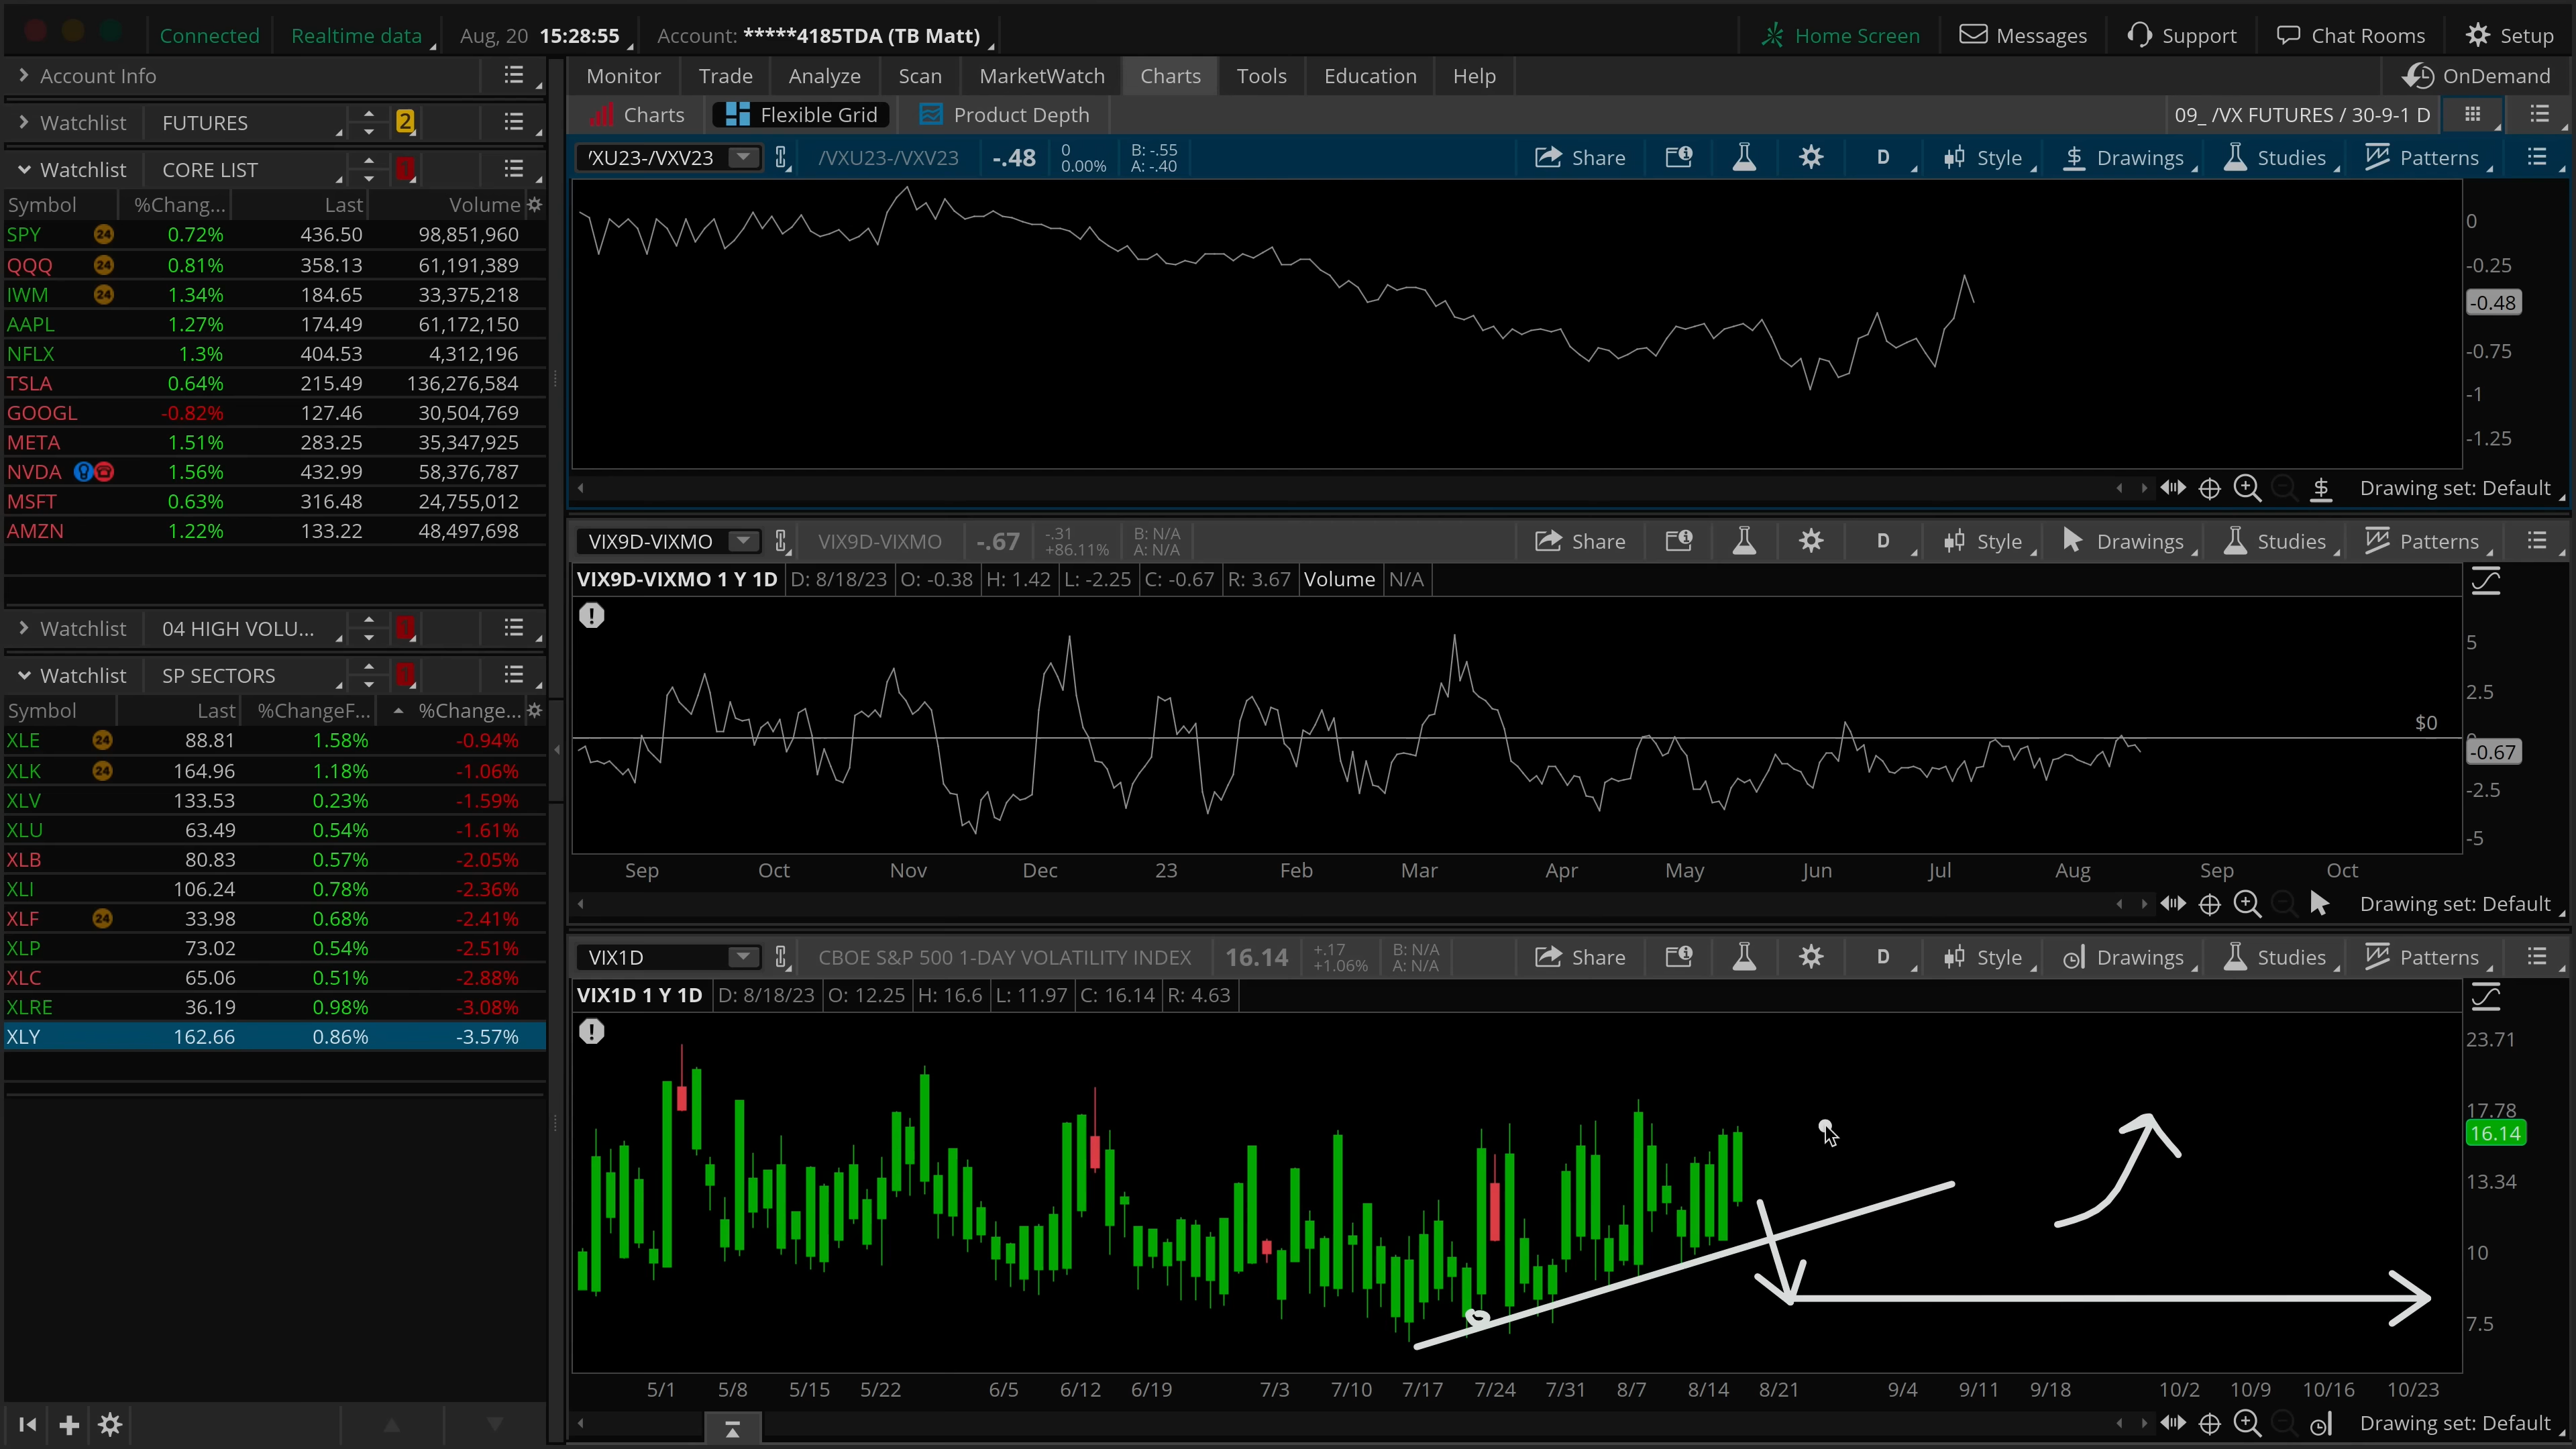 Connected Realtime data Aug, 20 15:28:55 Account: *****4185TDA (TB Matt) Home Screen Messages Support Chat Rooms Setup
Account Info
Monitor Trade Analyze Scan MarketWatch Charts Tools Education Help OnDemand
Charts Flexible Grid Product Depth 09_ /VX FUTURES / 30-9-1 D
Watchlist FUTURES 2
Watchlist CORE LIST
Symbol %Chang... Last Volume
SPY 24 0.72% 436.50 98,851,960
QQQ 24 0.81% 358.13 61,191,389
IWM 24 1.34% 184.65 33,375,218
AAPL 1.27% 174.49 61,172,150
NFLX 1.3% 404.53 4,312,196
TSLA 0.64% 215.49 136,276,584
GOOGL -0.82% 127.46 30,504,769
META 1.51% 283.25 35,347,925
NVDA 1.56% 432.99 58,376,787
MSFT 0.63% 316.48 24,755,012
AMZN 1.22% 133.22 48,497,698
Watchlist 04 HIGH VOLU...
Watchlist SP SECTORS
Symbol Last %ChangeF... %Change...
XLE 24 88.81 1.58% -0.94%
XLK 24 164.96 1.18% -1.06%
XLV 133.53 0.23% -1.59%
XLU 63.49 0.54% -1.61%
XLB 80.83 0.57% -2.05%
XLI 106.24 0.78% -2.36%
XLF 24 33.98 0.68% -2.41%
XLP 73.02 0.54% -2.51%
XLC 65.06 0.51% -2.88%
XLRE 36.19 0.98% -3.08%
XLY 162.66 0.86% -3.57%
/XU23-/VXV23 /VXU23-/VXV23 -.48 0 0.00% B: -.55 A: -.40 Share D Style Drawings Studies Patterns
0
-0.25
-0.48
-0.75
-1
-1.25
Drawing set: Default
VIX9D-VIXMO VIX9D-VIXMO -.67 -.31 +86.11% B: N/A A: N/A Share D Style Drawings Studies Patterns
VIX9D-VIXMO 1 Y 1D D: 8/18/23 O: -0.38 H: 1.42 L: -2.25 C: -0.67 R: 3.67 Volume N/A
5
2.5
$0
-0.67
-2.5
-5
Sep Oct Nov Dec 23 Feb Mar Apr May Jun Jul Aug Sep Oct
Drawing set: Default
VIX1D CBOE S&P 500 1-DAY VOLATILITY INDEX 16.14 +.17 +1.06% B: N/A A: N/A Share D Style Drawings Studies Patterns
VIX1D 1 Y 1D D: 8/18/23 O: 12.25 H: 16.6 L: 11.97 C: 16.14 R: 4.63
23.71
17.78
16.14
13.34
10
7.5
5/1 5/8 5/15 5/22 6/5 6/12 6/19 7/3 7/10 7/17 7/24 7/31 8/7 8/14 8/21 9/4 9/11 9/18 10/2 10/9 10/16 10/23
Drawing set: Default